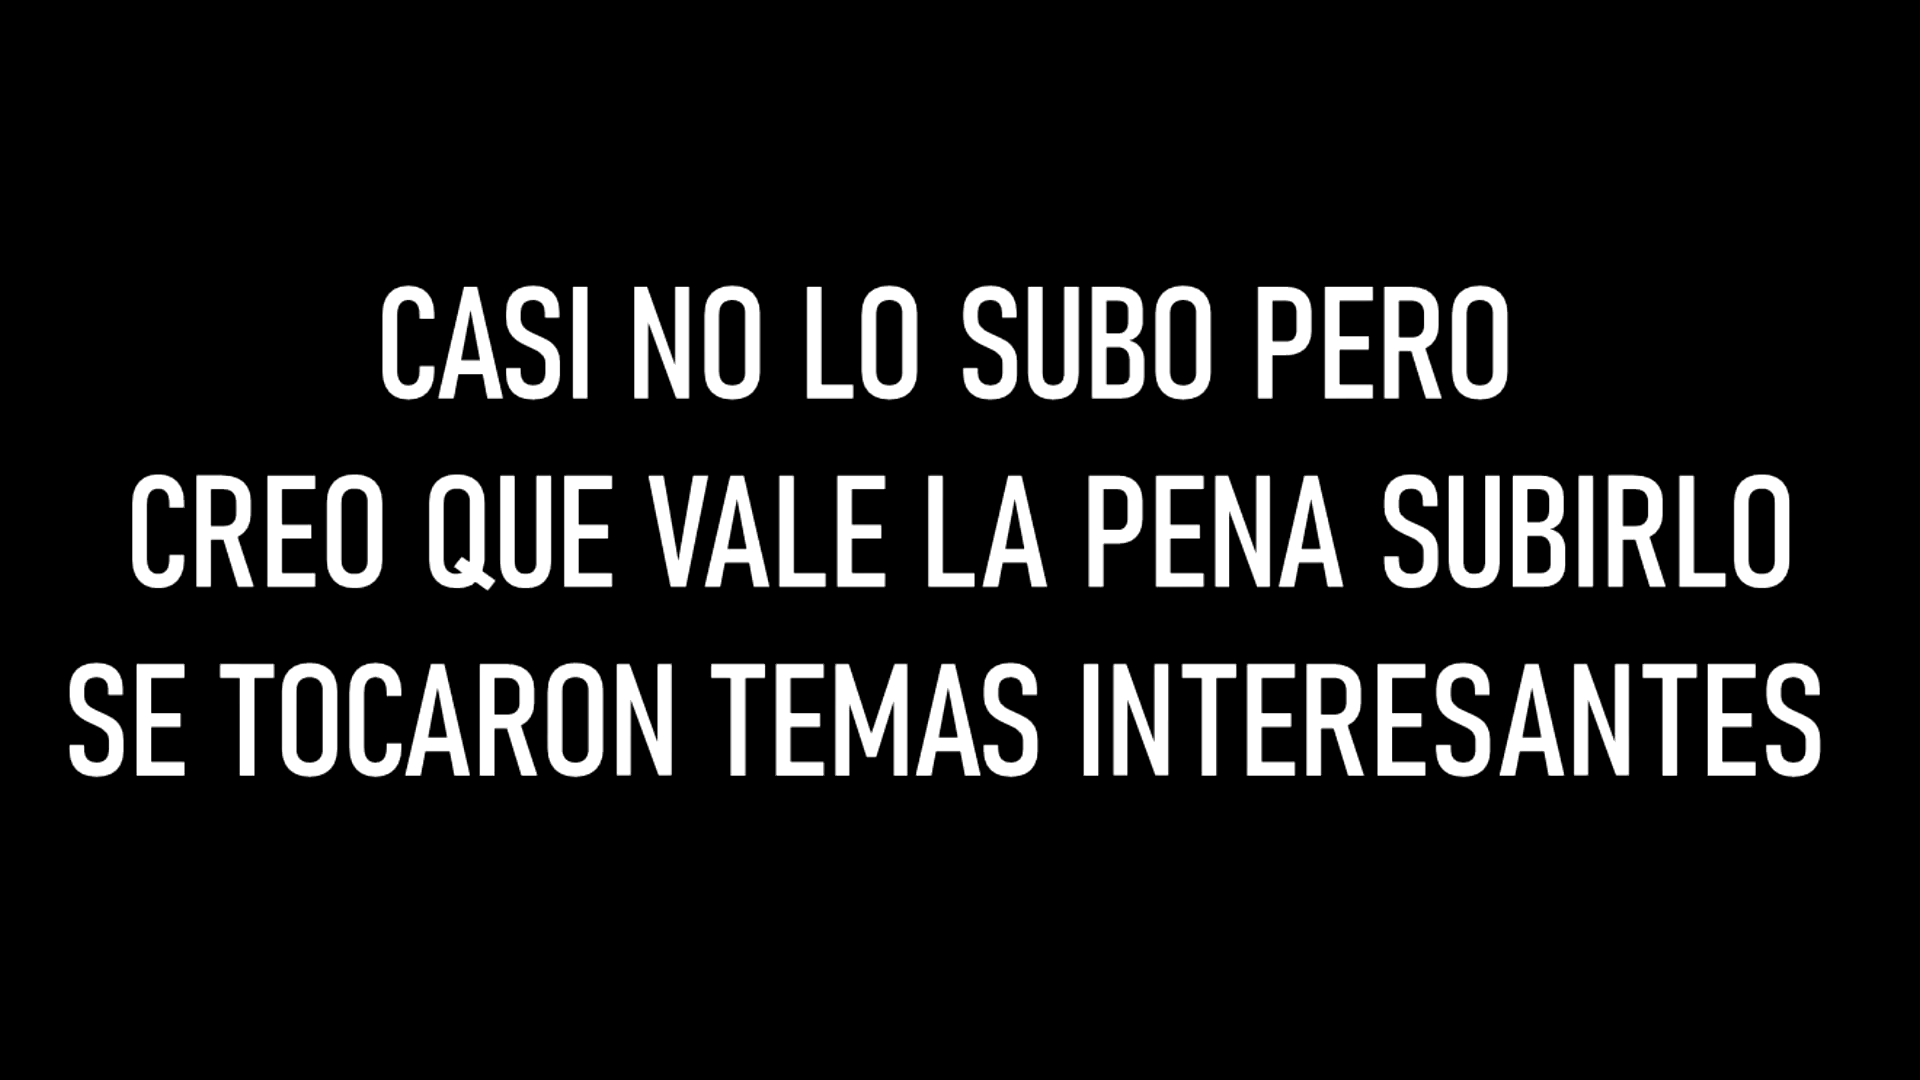 CASI NO LO SUBO PERO
CREO QUE VALE LA PENA SUBIRLO
SE TOCARON TEMAS INTERESANTES